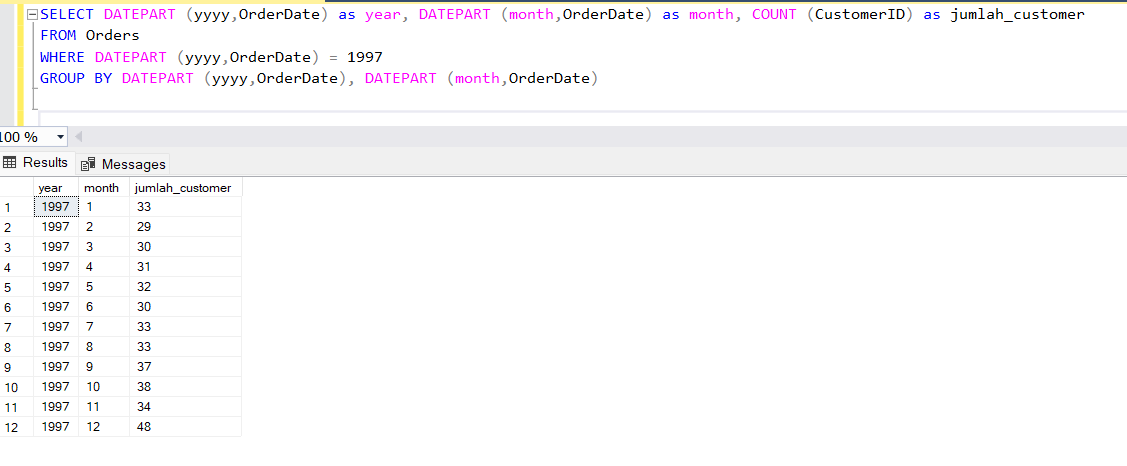 SELECT DATEPART (yyyy,OrderDate) as year, DATEPART (month,OrderDate) as month, COUNT (CustomerID) as jumlah_customer
FROM Orders
WHERE DATEPART (yyyy,OrderDate) = 1997
GROUP BY DATEPART (yyyy,OrderDate), DATEPART (month,OrderDate)
100 %
Results Messages
year month jumlah_customer
1 1997 1 33
2 1997 2 29
3 1997 3 30
4 1997 4 31
5 1997 5 32
6 1997 6 30
7 1997 7 33
8 1997 8 33
9 1997 9 37
10 1997 10 38
11 1997 11 34
12 1997 12 48